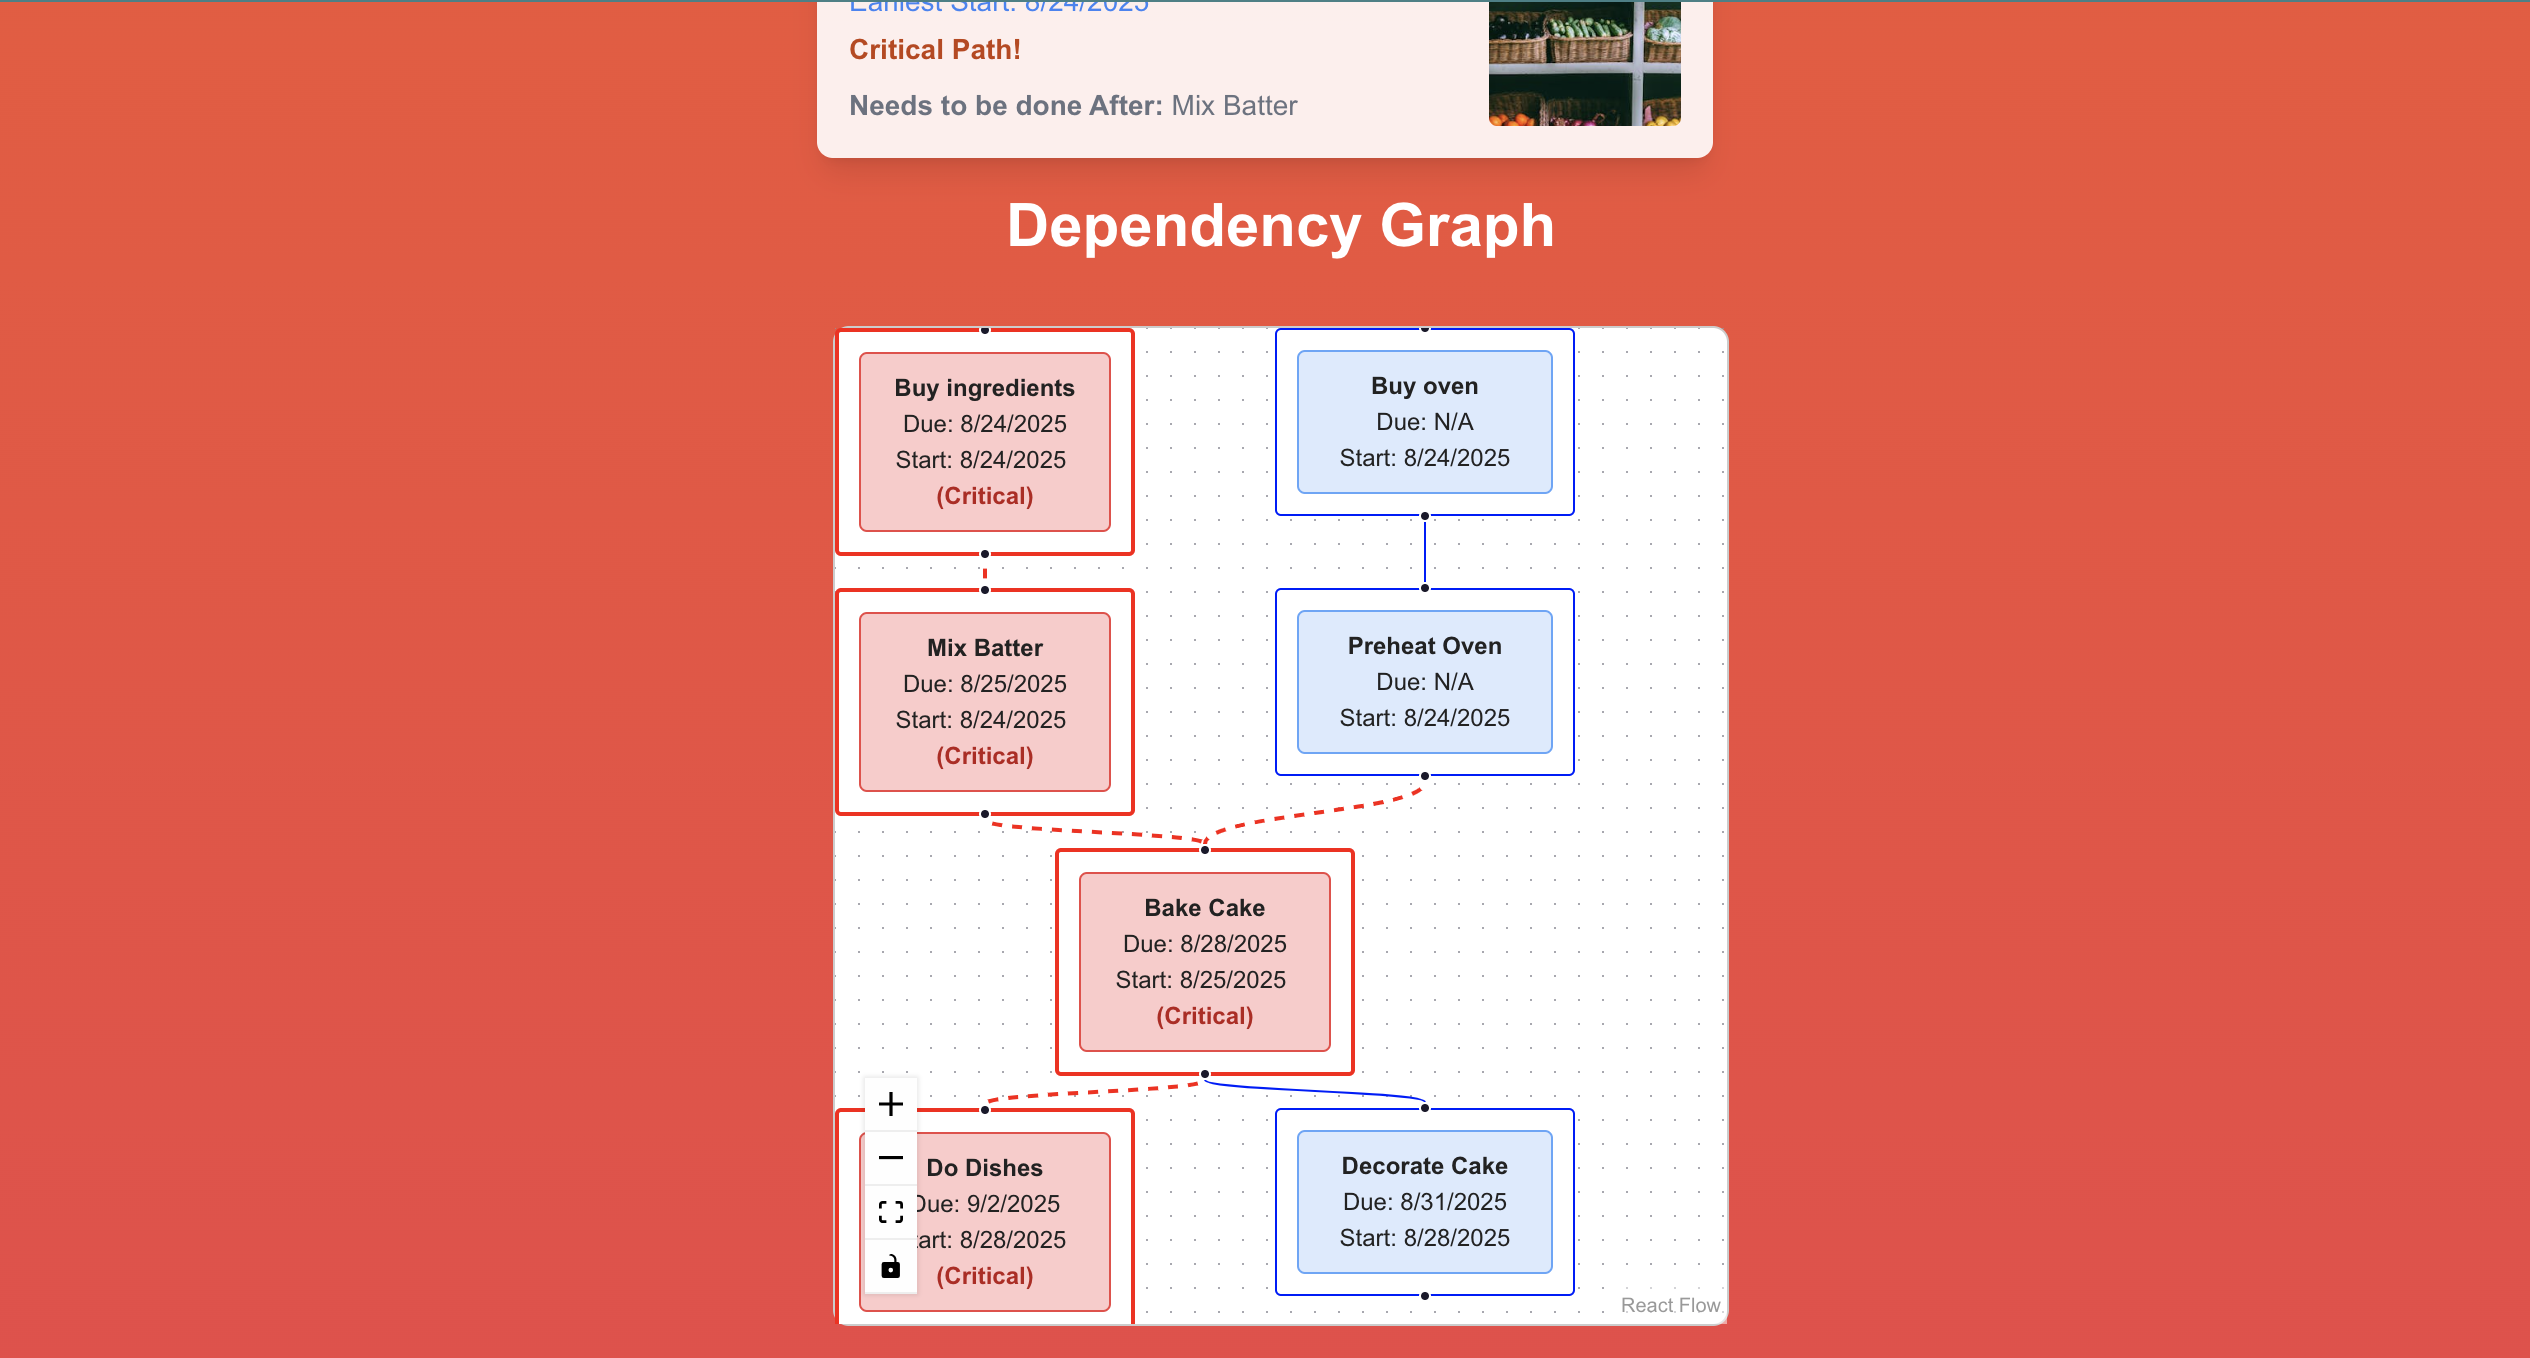 Earliest Start: 8/24/2025
Critical Path!
Needs to be done After: Mix Batter
Dependency Graph
Buy ingredients
Due: 8/24/2025
Start: 8/24/2025
(Critical)
Buy oven
Due: N/A
Start: 8/24/2025
Mix Batter
Due: 8/25/2025
Start: 8/24/2025
(Critical)
Preheat Oven
Due: N/A
Start: 8/24/2025
Bake Cake
Due: 8/28/2025
Start: 8/25/2025
(Critical)
Do Dishes
Due: 9/2/2025
art: 8/28/2025
(Critical)
Decorate Cake
Due: 8/31/2025
Start: 8/28/2025
React Flow